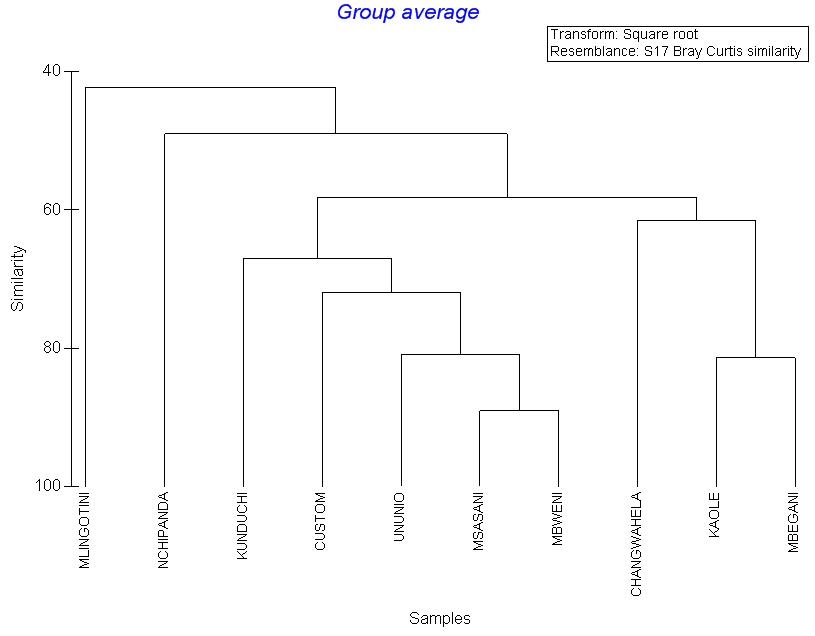 Group average
Transform: Square root
Resemblance: S17 Bray Curtis similarity
40
60
80
100
Similarity
MLINGOTINI
NCHIPANDA
KUNDUCHI
CUSTOM
UNUNIO
MSASANI
MBWENI
CHANGWAHELA
KAOLE
MBEGANI
Samples